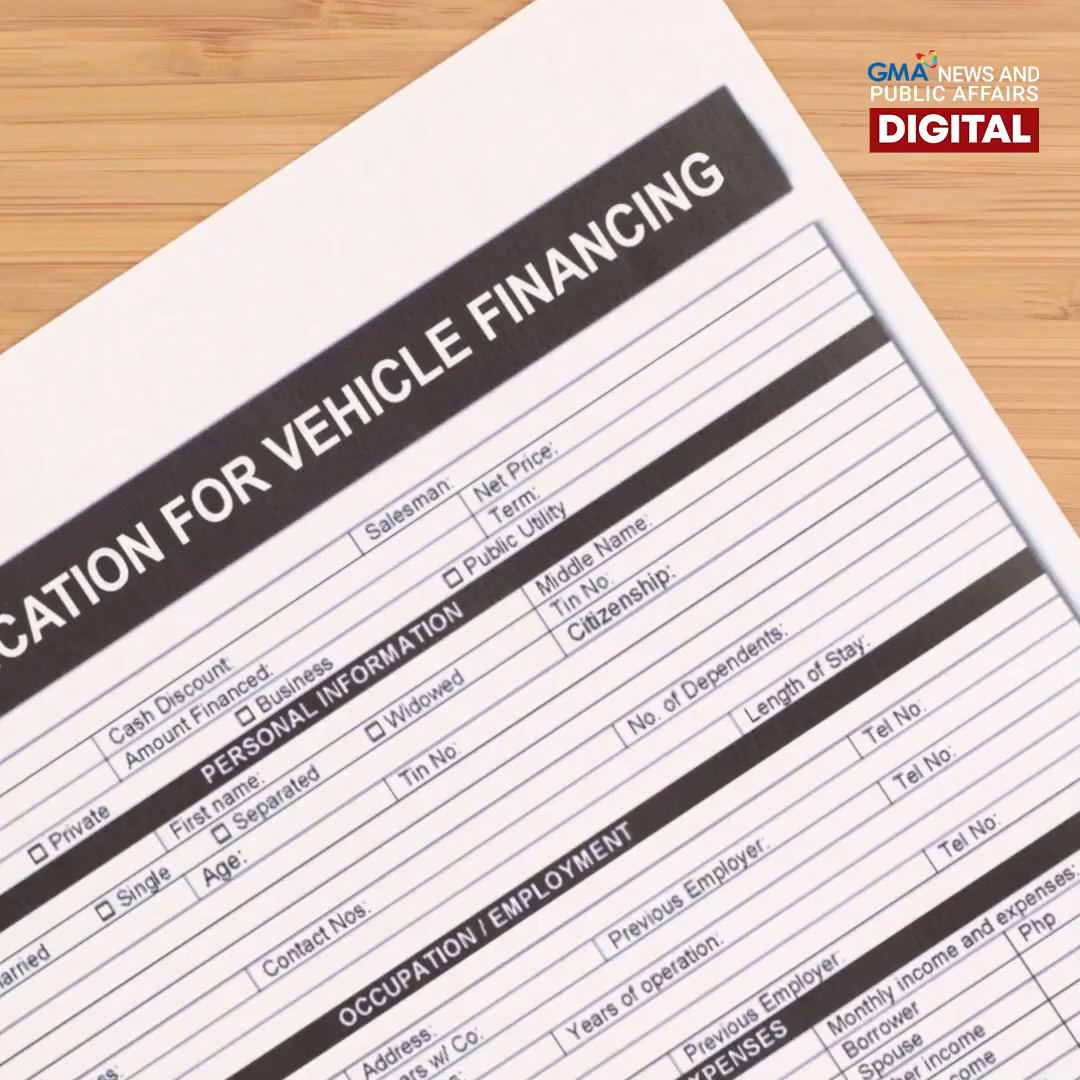 GMA NEWS AND
PUBLIC AFFAIRS
DIGITAL
CATION FOR VEHICLE FINANCING
Salesman:
Cash Discount: Net Price:
Amount Financed: Term:
☐ Private ☐ Business ☐ Public Utility
PERSONAL INFORMATION
First name: Middle Name:
☐ Single ☐ Separated ☐ Widowed Tin No:
Citizenship:
Age: Tin No: No. of Dependents:
Length of Stay:
Contact Nos: Tel No:
Tel No:
OCCUPATION / EMPLOYMENT
Address: Previous Employer: Tel No:
w/ Co: Years of operation:
Previous Employer:
Monthly income and expenses:
Borrower Php
Spouse
income